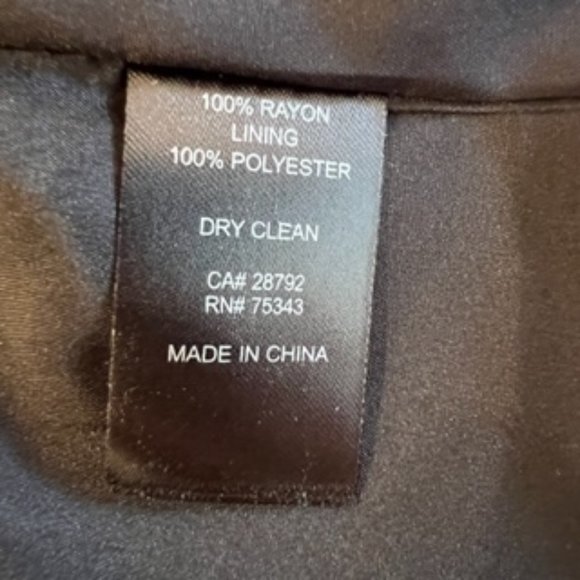 100% RAYON
LINING
100% POLYESTER
DRY CLEAN
CA# 28792
RN# 75343
MADE IN CHINA